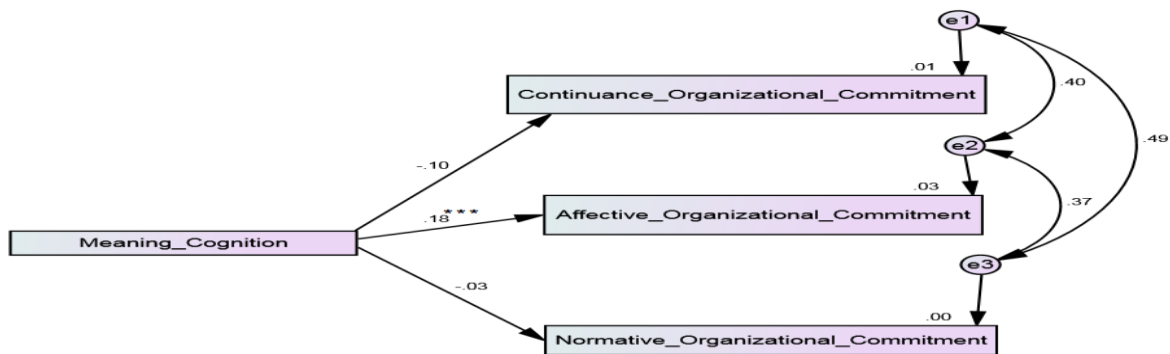 e1
.01
Continuance_Organizational_Commitment
.40
e2
.49
-.10
.03
.18***
Affective_Organizational_Commitment
.37
Meaning_Cognition
e3
-.03
.00
Normative_Organizational_Commitment